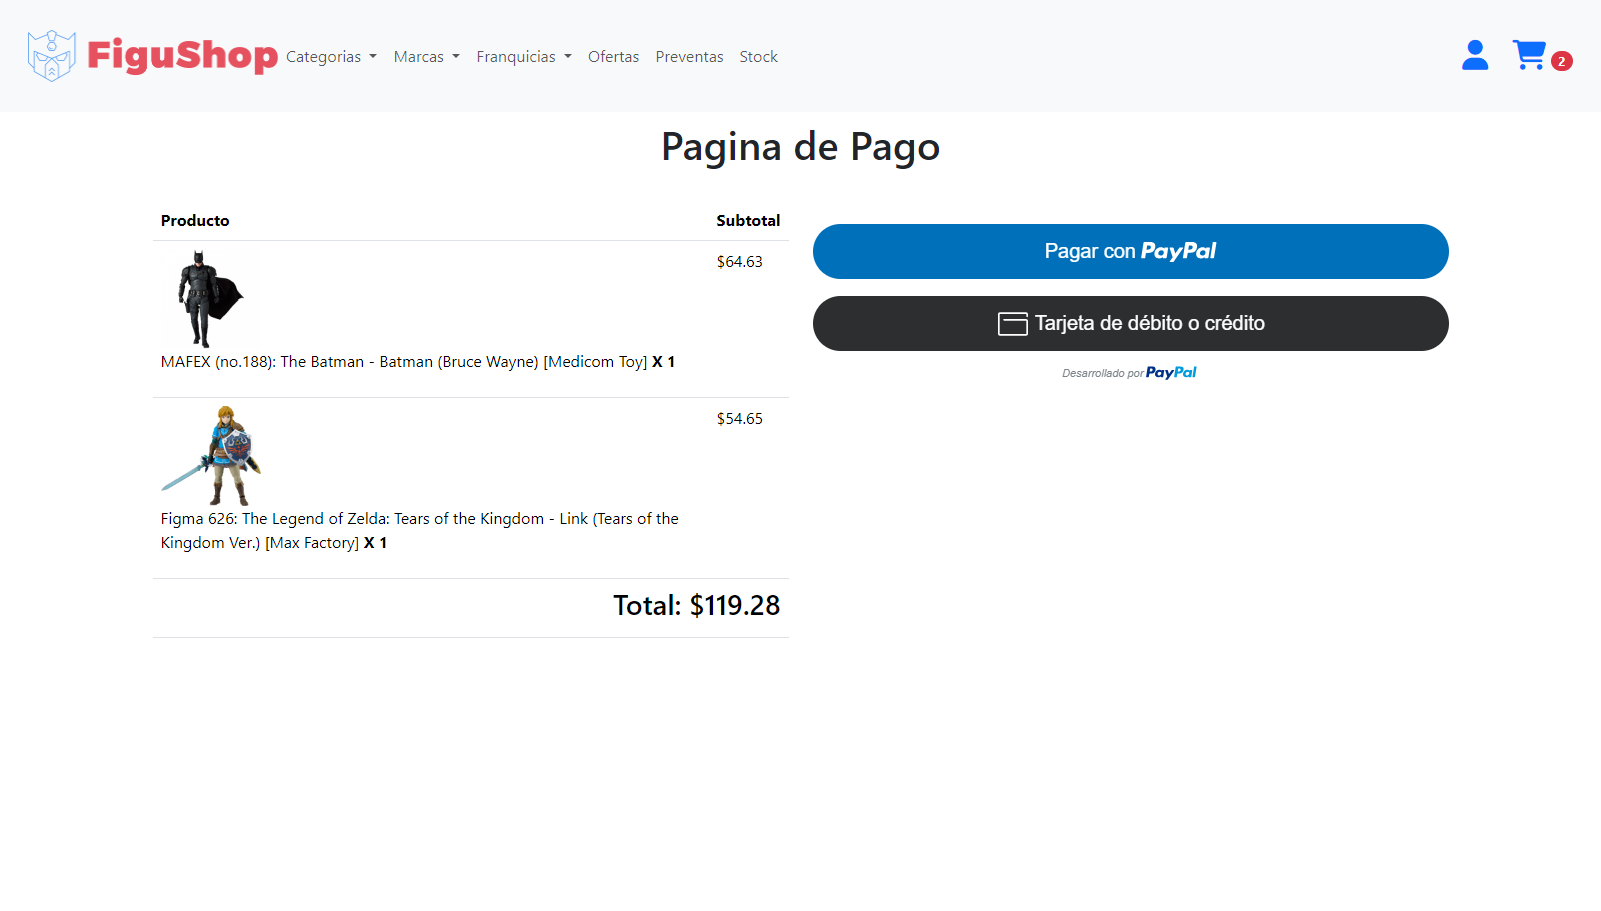 FiguShop Categorias Marcas Franquicias Ofertas Preventas Stock 2
Pagina de Pago
Producto Subtotal
$64.63
MAFEX (no.188): The Batman - Batman (Bruce Wayne) [Medicom Toy] X 1
$54.65
Figma 626: The Legend of Zelda: Tears of the Kingdom - Link (Tears of the
Kingdom Ver.) [Max Factory] X 1
Total: $119.28
Pagar con PayPal
Tarjeta de débito o crédito
Desarrollado por PayPal